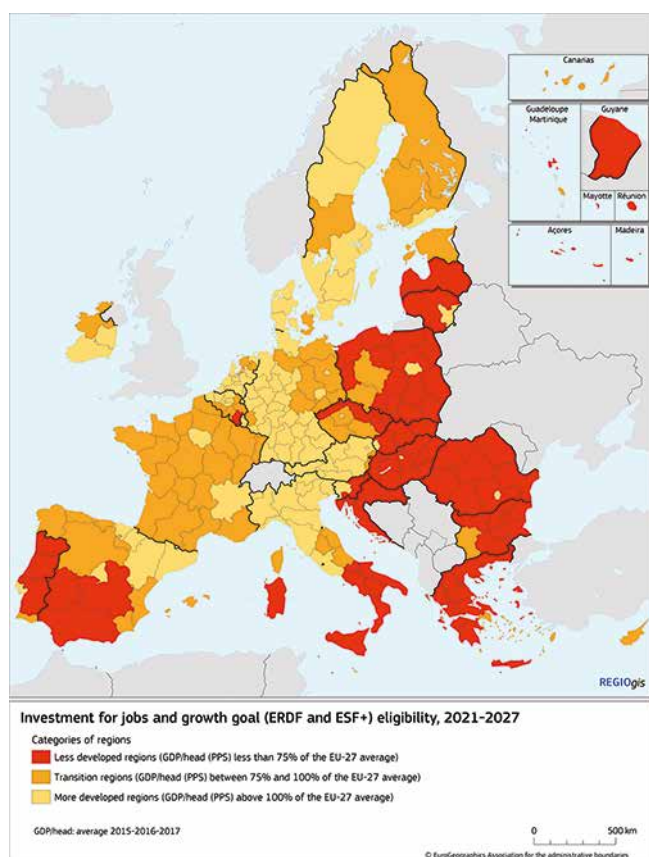 Canarias
Guadeloupe
Martinique
Guyane
Mayotte
Réunion
Açores
Madeira
REGIOgis
Investment for jobs and growth goal (ERDF and ESF+) eligibility, 2021-2027
Categories of regions
Less developed regions (GDP/head (PPS) less than 75% of the EU-27 average)
Transition regions (GDP/head (PPS) between 75% and 100% of the EU-27 average)
More developed regions (GDP/head (PPS) above 100% of the EU-27 average)
GDP/head: average 2015-2016-2017
0 500 km
© EuroGeographics Association for the administrative boundaries